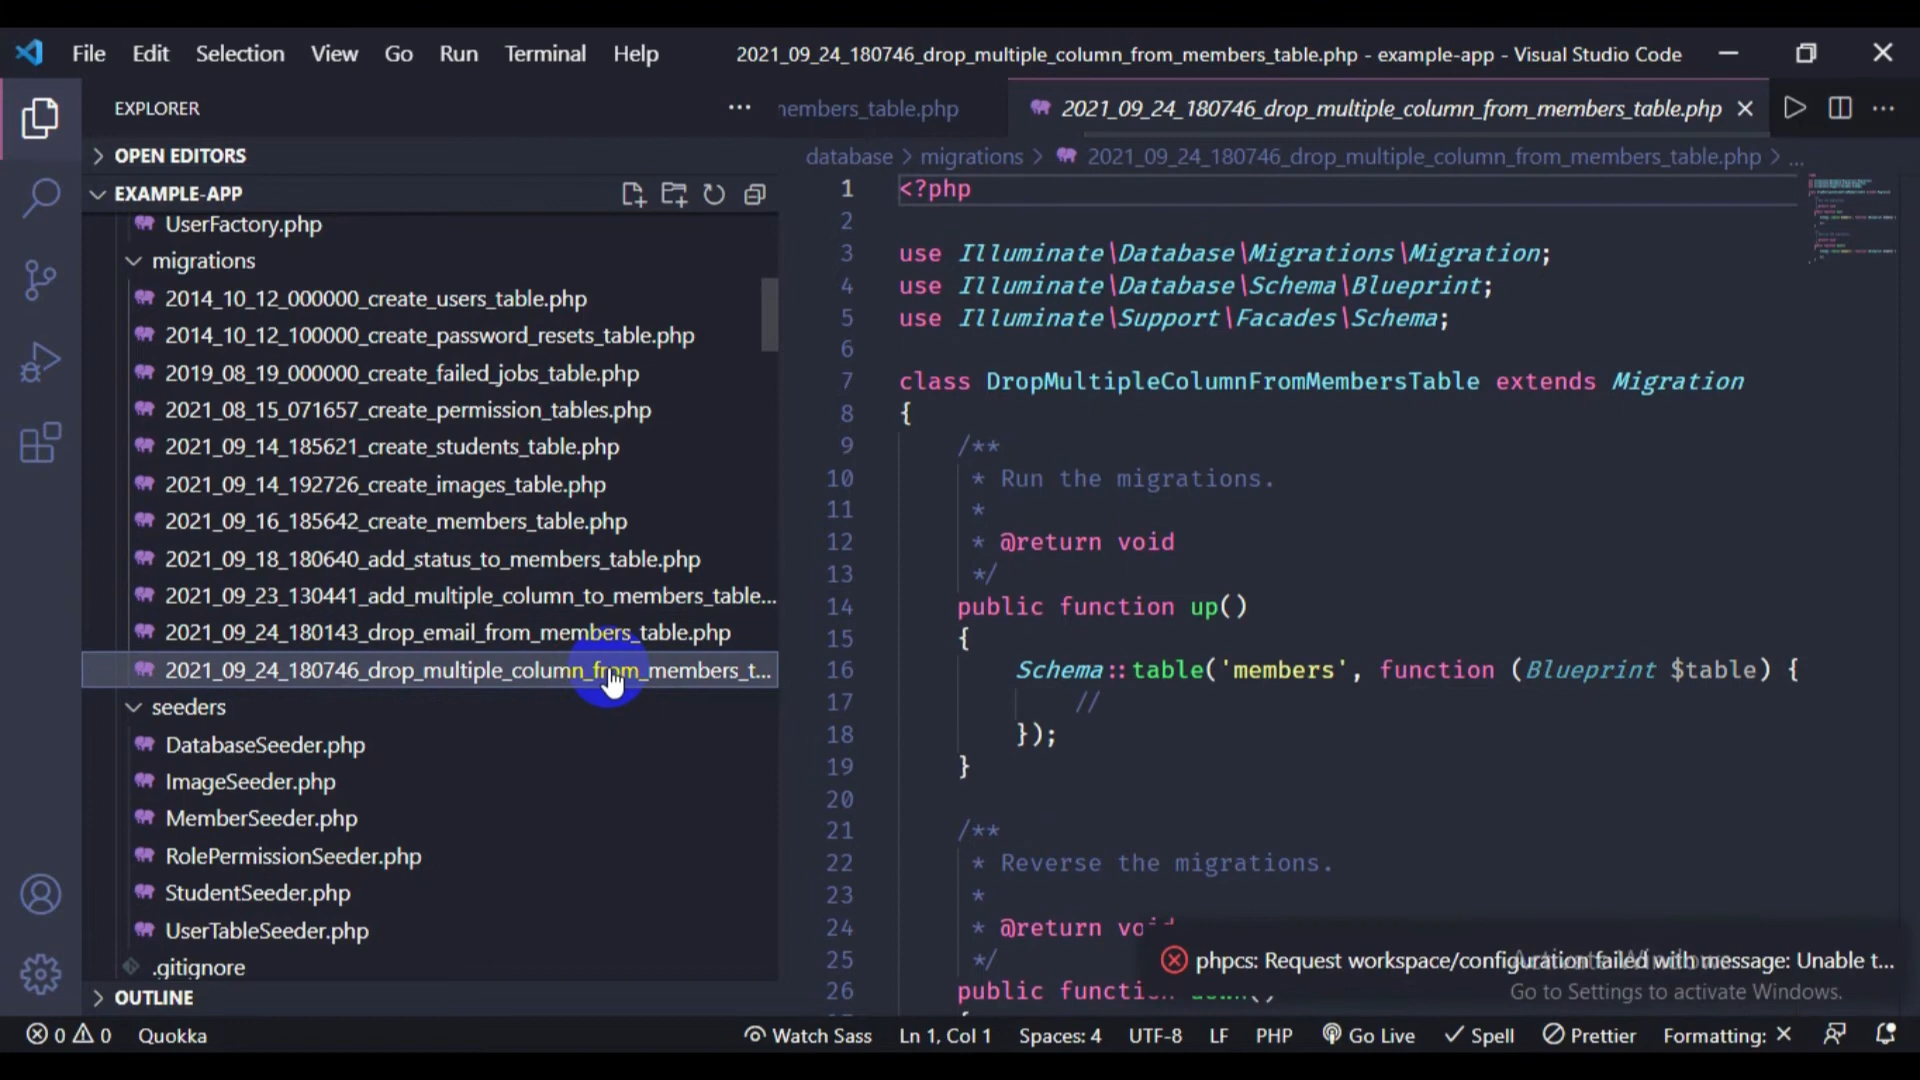 File Edit Selection View Go Run Terminal Help 2021_09_24_180746_drop_multiple_column_from_members_table.php - example-app - Visual Studio Code
EXPLORER
OPEN EDITORS
EXAMPLE-APP
UserFactory.php
migrations
2014_10_12_000000_create_users_table.php
2014_10_12_100000_create_password_resets_table.php
2019_08_19_000000_create_failed_jobs_table.php
2021_08_15_071657_create_permission_tables.php
2021_09_14_185621_create_students_table.php
2021_09_14_192726_create_images_table.php
2021_09_16_185642_create_members_table.php
2021_09_18_180640_add_status_to_members_table.php
2021_09_23_130441_add_multiple_column_to_members_table...
2021_09_24_180143_drop_email_from_members_table.php
2021_09_24_180746_drop_multiple_column_from_members_t...
seeders
DatabaseSeeder.php
ImageSeeder.php
MemberSeeder.php
RolePermissionSeeder.php
StudentSeeder.php
UserTableSeeder.php
.gitignore
OUTLINE
nembers_table.php 2021_09_24_180746_drop_multiple_column_from_members_table.php
database > migrations > 2021_09_24_180746_drop_multiple_column_from_members_table.php > ...
1 <?php
2
3 use Illuminate\Database\Migrations\Migration;
4 use Illuminate\Database\Schema\Blueprint;
5 use Illuminate\Support\Facades\Schema;
6
7 class DropMultipleColumnFromMembersTable extends Migration
8 {
9 /**
10 * Run the migrations.
11 *
12 * @return void
13 */
14 public function up()
15 {
16 Schema::table('members', function (Blueprint $table) {
17 //
18 });
19 }
20
21 /**
22 * Reverse the migrations.
23 *
24 * @return void
25 */
26 public function down()
phpcs: Request workspace/configuration failed with message: Unable t...
Activate Windows
Go to Settings to activate Windows.
0 0 Quokka Watch Sass Ln 1, Col 1 Spaces: 4 UTF-8 LF PHP Go Live Spell Prettier Formatting: ×